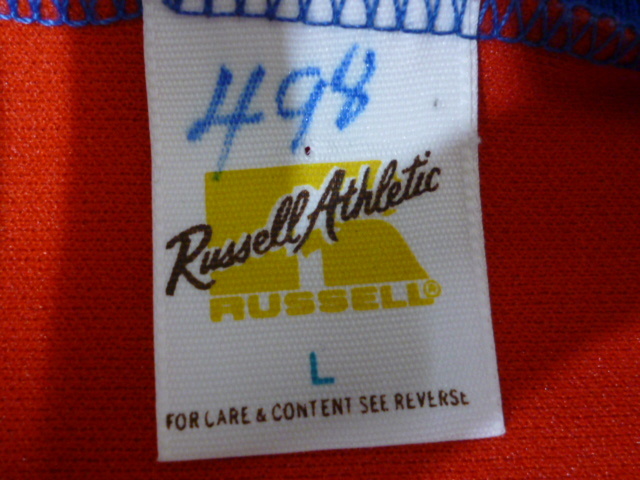 498
Russell Athletic
RUSSELL®
L
FOR CARE & CONTENT SEE REVERSE